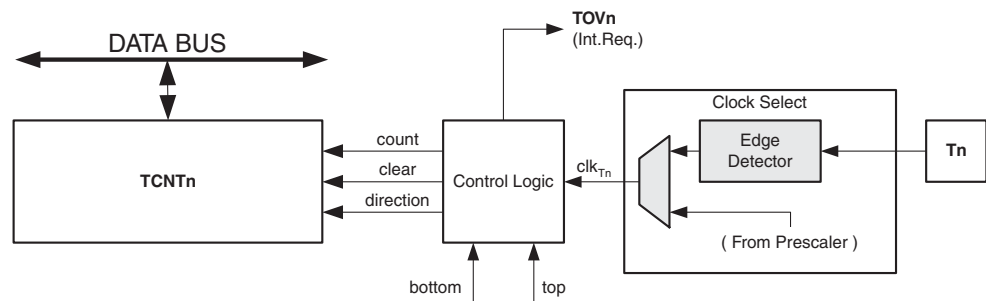 TOVn
(Int.Req.)
DATA BUS
Clock Select
count
Edge
Detector
Tn
TCNTn
clear
Control Logic
clkTn
direction
( From Prescaler )
bottom
top